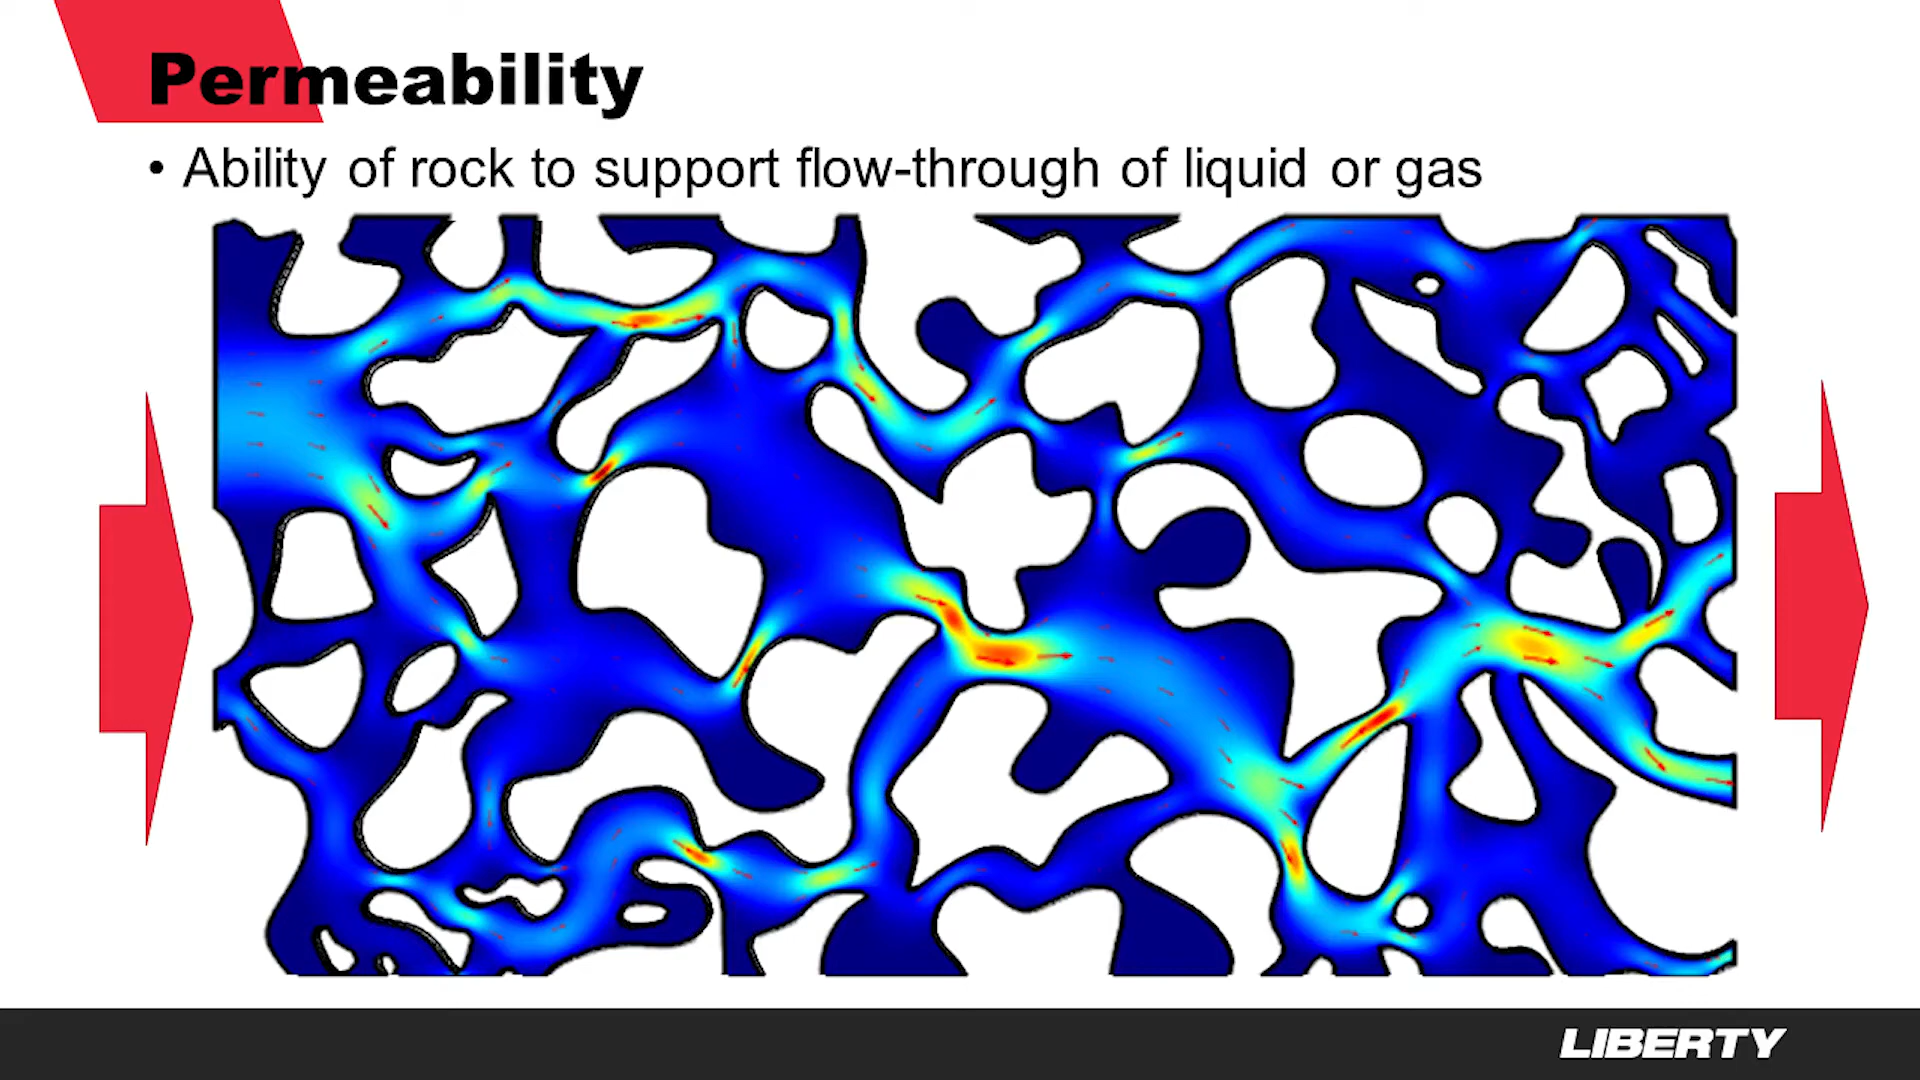 Permeability
• Ability of rock to support flow-through of liquid or gas
LIBERTY